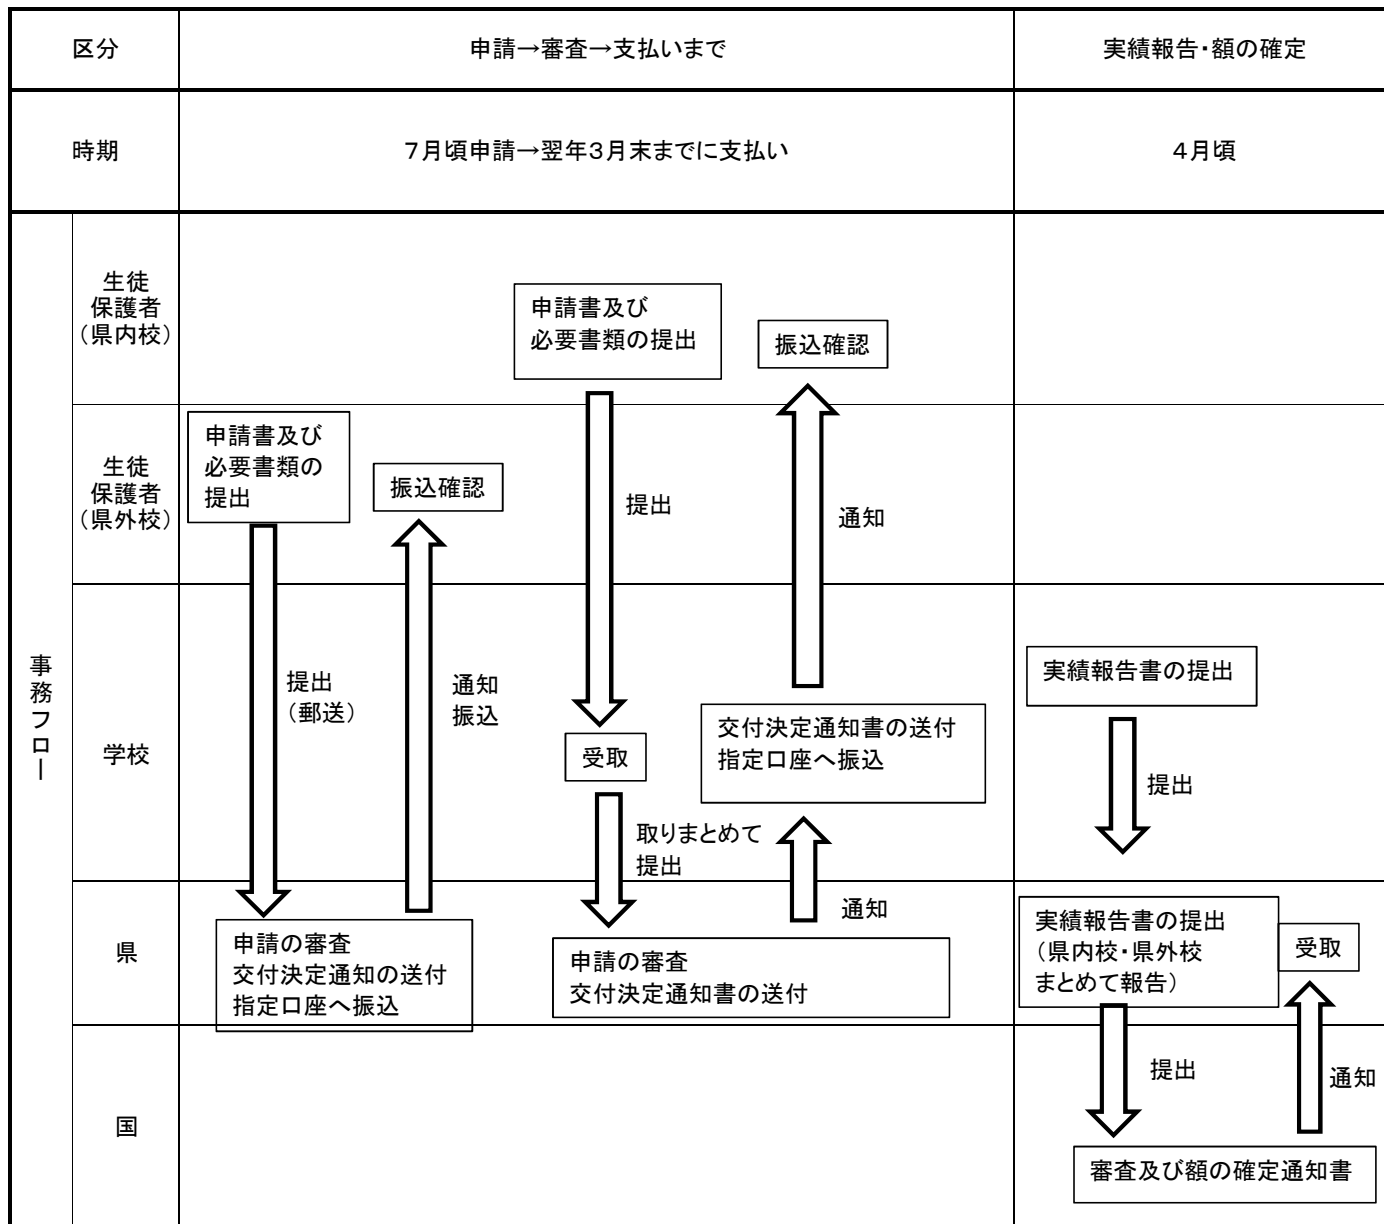 区分
申請→審査→支払いまで
実績報告・額の確定
時期
７月頃申請→翌年３月末までに支払い
４月頃
事務フロー
生徒
保護者
（県内校）
申請書及び
必要書類の提出
振込確認
生徒
保護者
（県外校）
申請書及び
必要書類の
提出
振込確認
提出
通知
学校
提出
（郵送）
通知
振込
受取
取りまとめて
提出
交付決定通知書の送付
指定口座へ振込
通知
実績報告書の提出
提出
県
申請の審査
交付決定通知の送付
指定口座へ振込
申請の審査
交付決定通知書の送付
実績報告書の提出
（県内校・県外校
まとめて報告）
受取
国
提出
通知
審査及び額の確定通知書